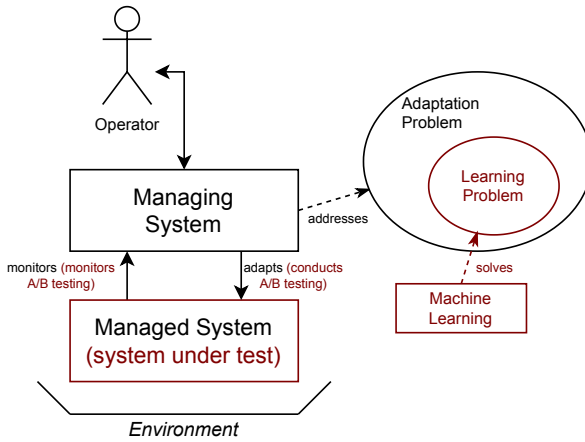 Operator
Adaptation
Problem
Learning
Problem
Managing
System
addresses
monitors (monitors
A/B testing)
adapts (conducts
A/B testing)
solves
Machine
Learning
Managed System
(system under test)
Environment